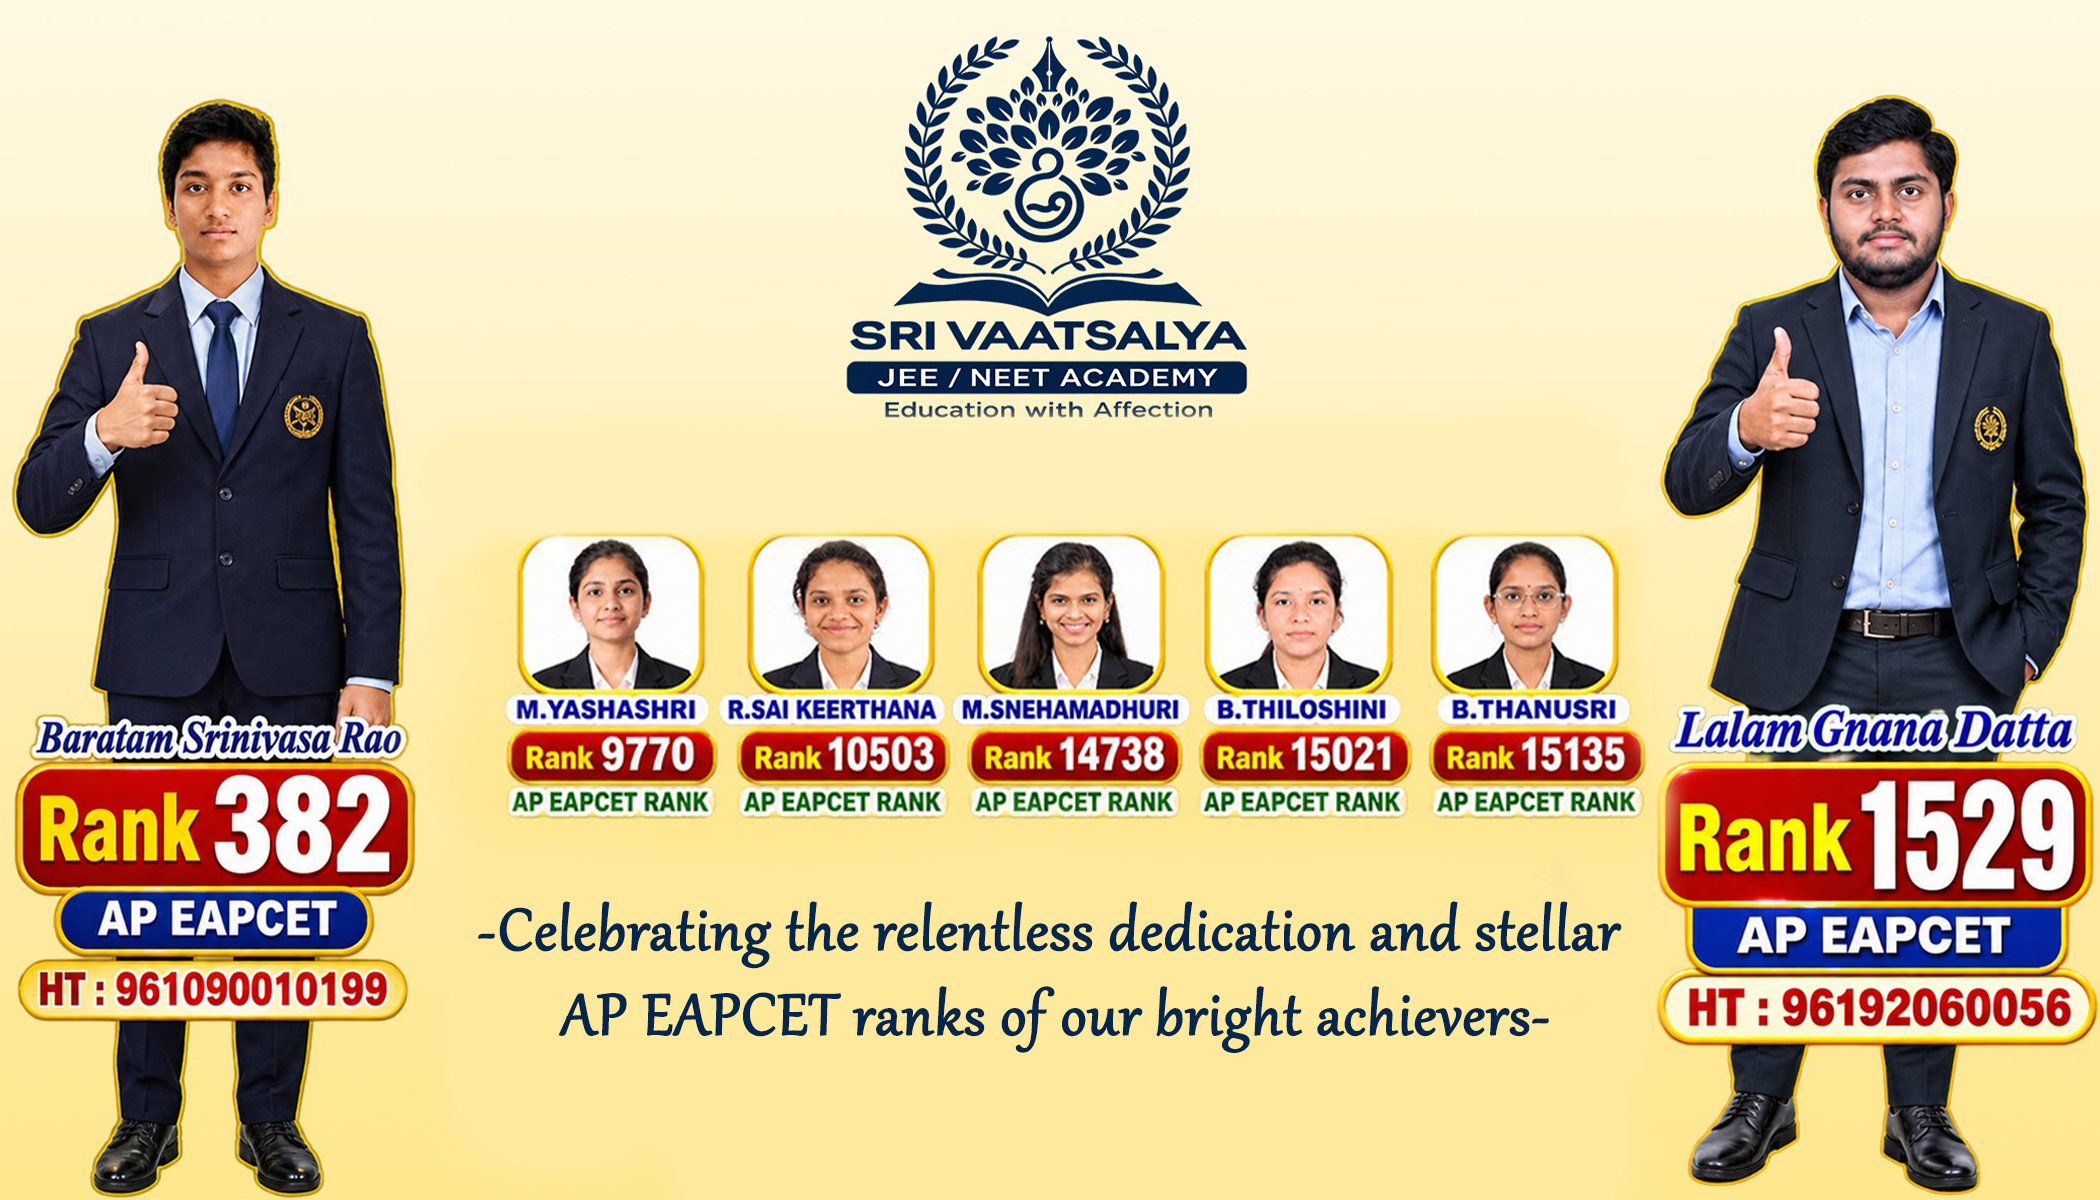 SRI VAATSALYA
JEE / NEET ACADEMY
Education with Affection
Baratam Srinivasa Rao
Rank 382
AP EAPCET
HT : 961090010199
M.YASHASHRI
Rank 9770
AP EAPCET RANK
R.SAI KEERTHANA
Rank 10503
AP EAPCET RANK
M.SNEHAMADHURI
Rank 14738
AP EAPCET RANK
B.THILOSHINI
Rank 15021
AP EAPCET RANK
B.THANUSRI
Rank 15135
AP EAPCET RANK
Lalam Gnana Datta
Rank 1529
AP EAPCET
HT : 96192060056
-Celebrating the relentless dedication and stellar
AP EAPCET ranks of our bright achievers-